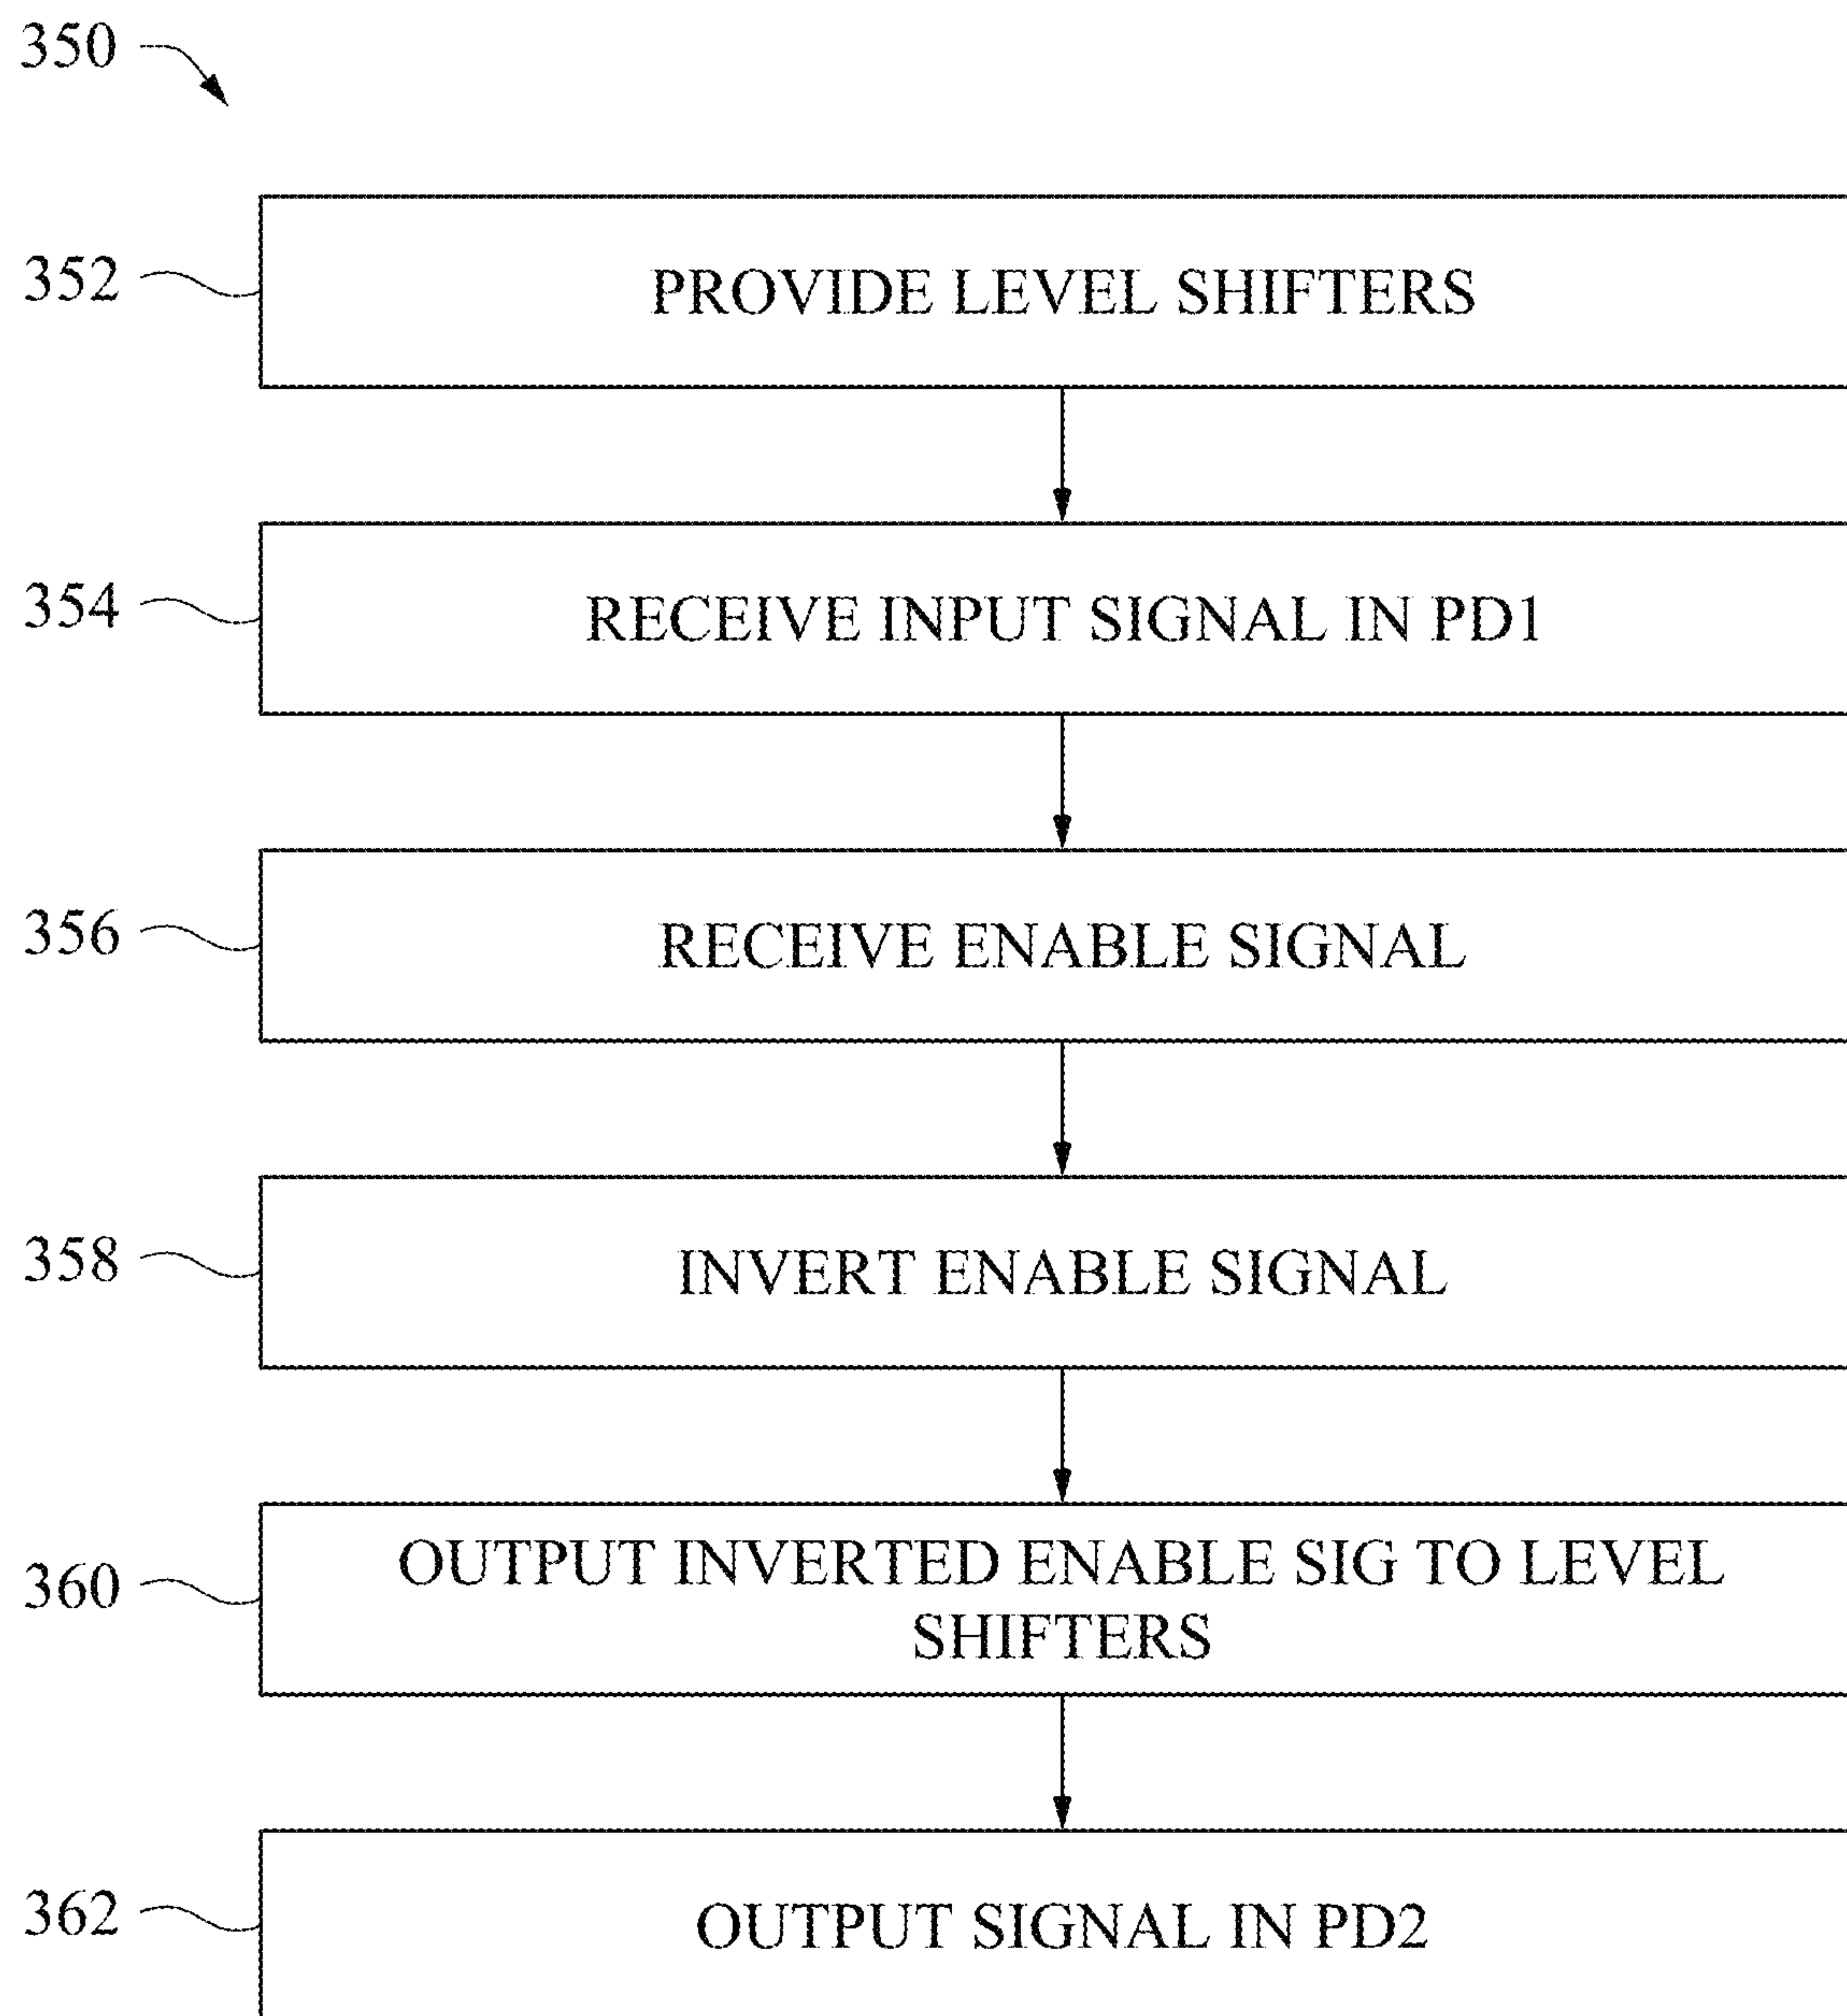 350
352
PROVIDE LEVEL SHIFTERS
354
RECEIVE INPUT SIGNAL IN PD1
356
RECEIVE ENABLE SIGNAL
358
INVERT ENABLE SIGNAL
360
OUTPUT INVERTED ENABLE SIG TO LEVEL
SHIFTERS
362
OUTPUT SIGNAL IN PD2